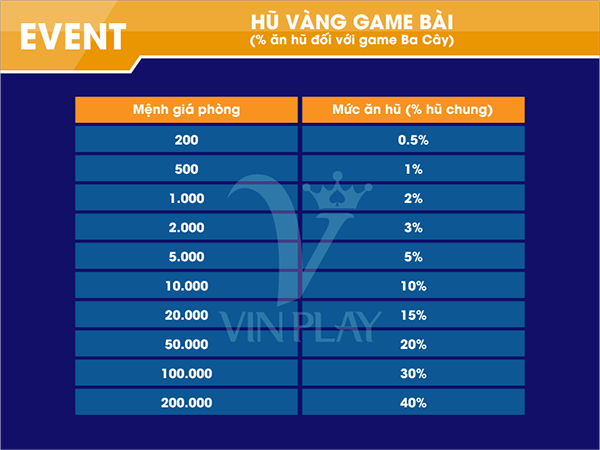 EVENT
HŨ VÀNG GAME BÀI
(% ăn hũ đối với game Ba Cây)
Mệnh giá phòng Mức ăn hũ (% hũ chung)
200 0.5%
500 1%
1.000 2%
2.000 3%
5.000 5%
10.000 10%
20.000 15%
50.000 20%
100.000 30%
200.000 40%
VIN PLAY